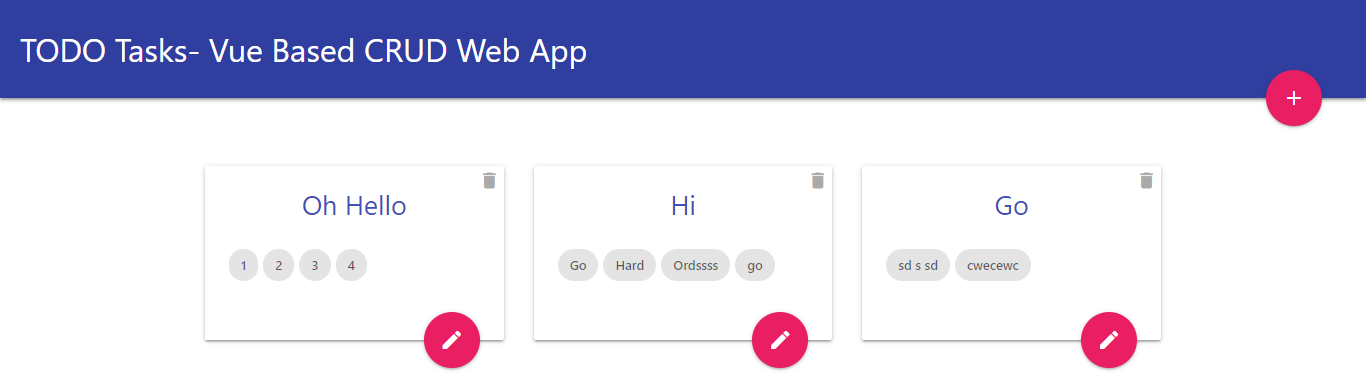 TODO Tasks- Vue Based CRUD Web App
Oh Hello
1 2 3 4
Hi
Go Hard Ordssss go
Go
sd s sd cwecewc